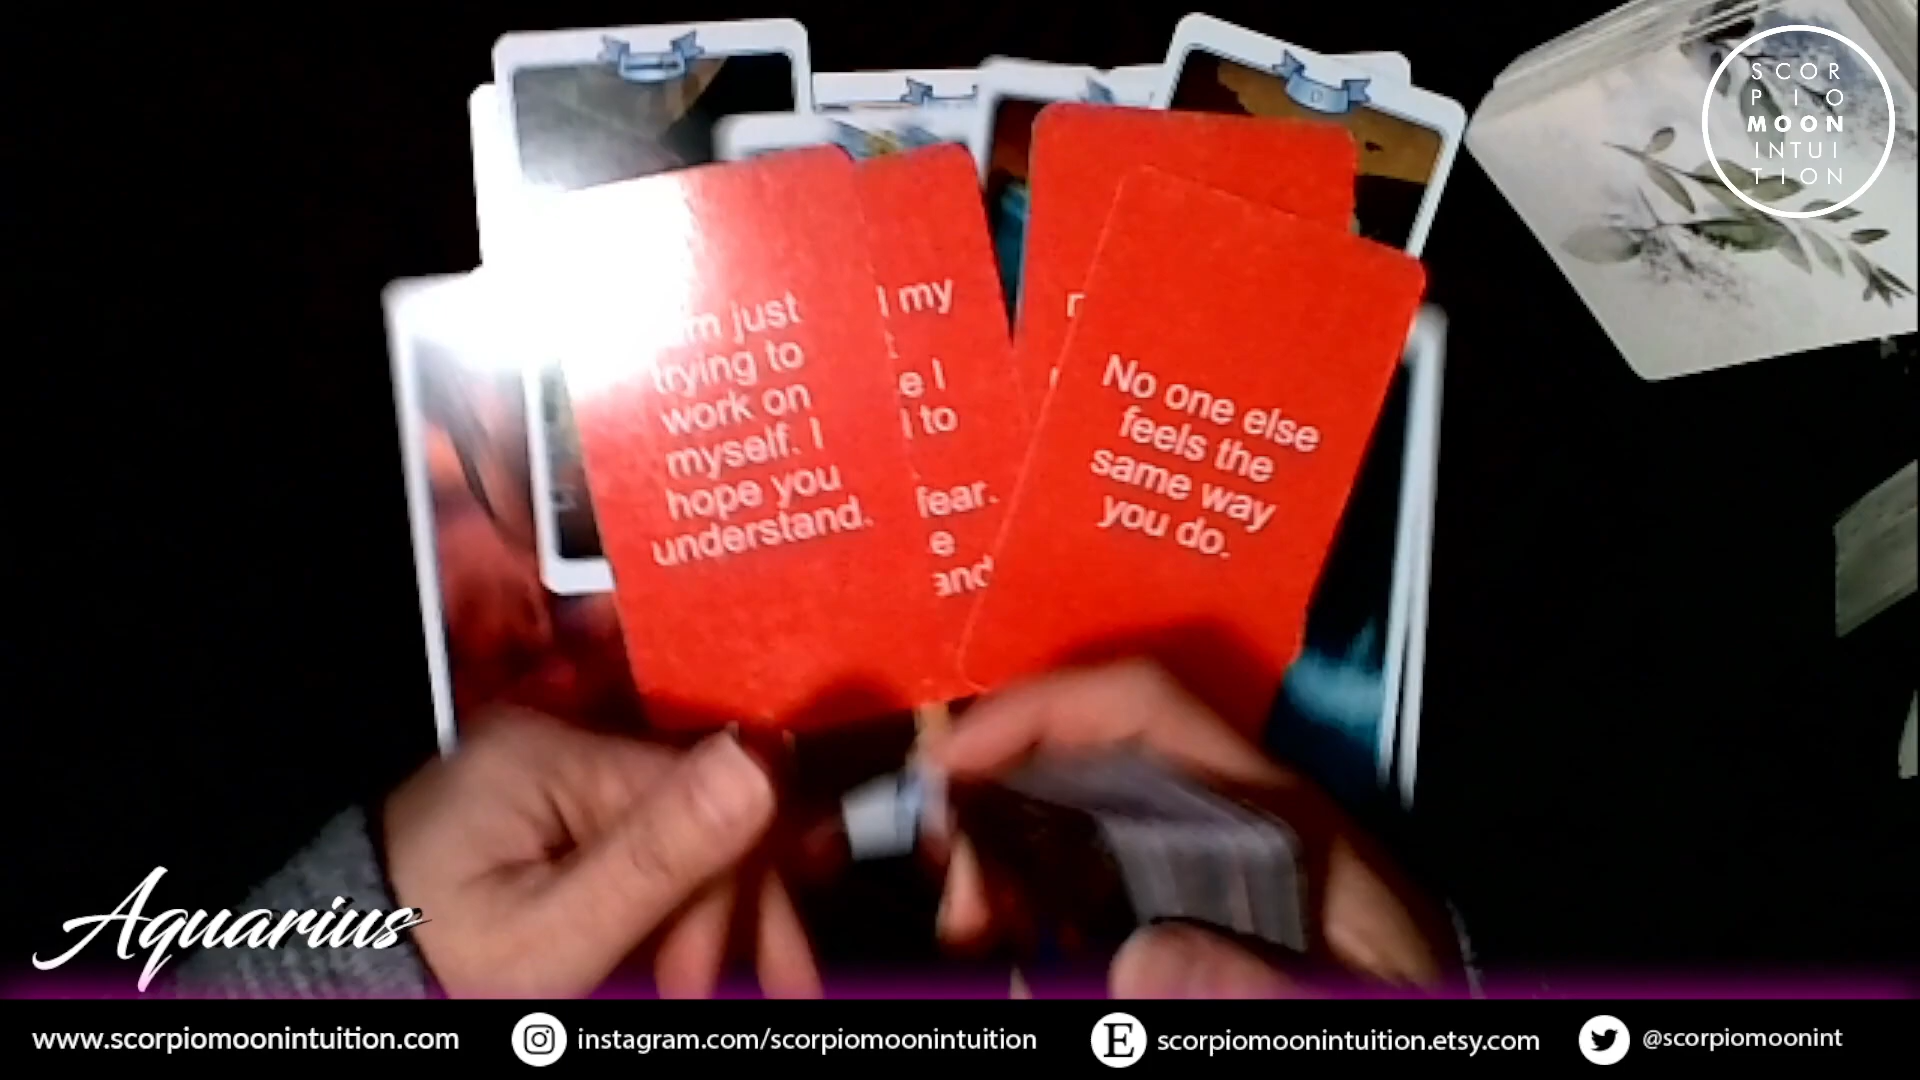 SCOR
PIO
MOON
INTUI
TION
just
trying to
work on
myself. I
hope you
understand.
my
I
to
fear.
No one else
feels the
same way
you do.
Aquarius
www.scorpiomoonintuition.com
instagram.com/scorpiomoonintuition
E
scorpiomoonintuition.etsy.com
@scorpiomoonint